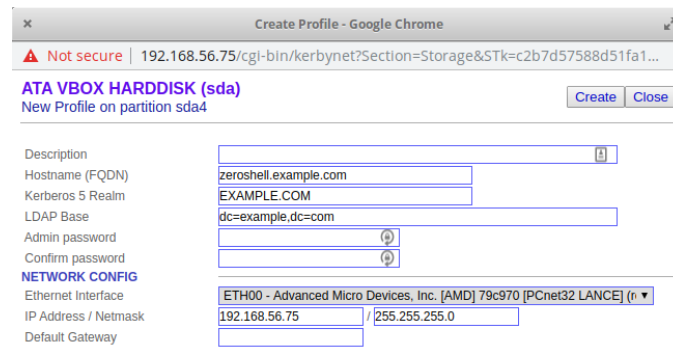 Create Profile - Google Chrome
Not secure | 192.168.56.75/cgi-bin/kerbynet?Section=Storage&STk=c2b7d57588d51fa1...
ATA VBOX HARDDISK (sda)
New Profile on partition sda4
Create Close
Description
Hostname (FQDN) zeroshell.example.com
Kerberos 5 Realm EXAMPLE.COM
LDAP Base dc=example,dc=com
Admin password
Confirm password
NETWORK CONFIG
Ethernet Interface ETH00 - Advanced Micro Devices, Inc. [AMD] 79c970 [PCnet32 LANCE]
IP Address / Netmask 192.168.56.75 / 255.255.255.0
Default Gateway